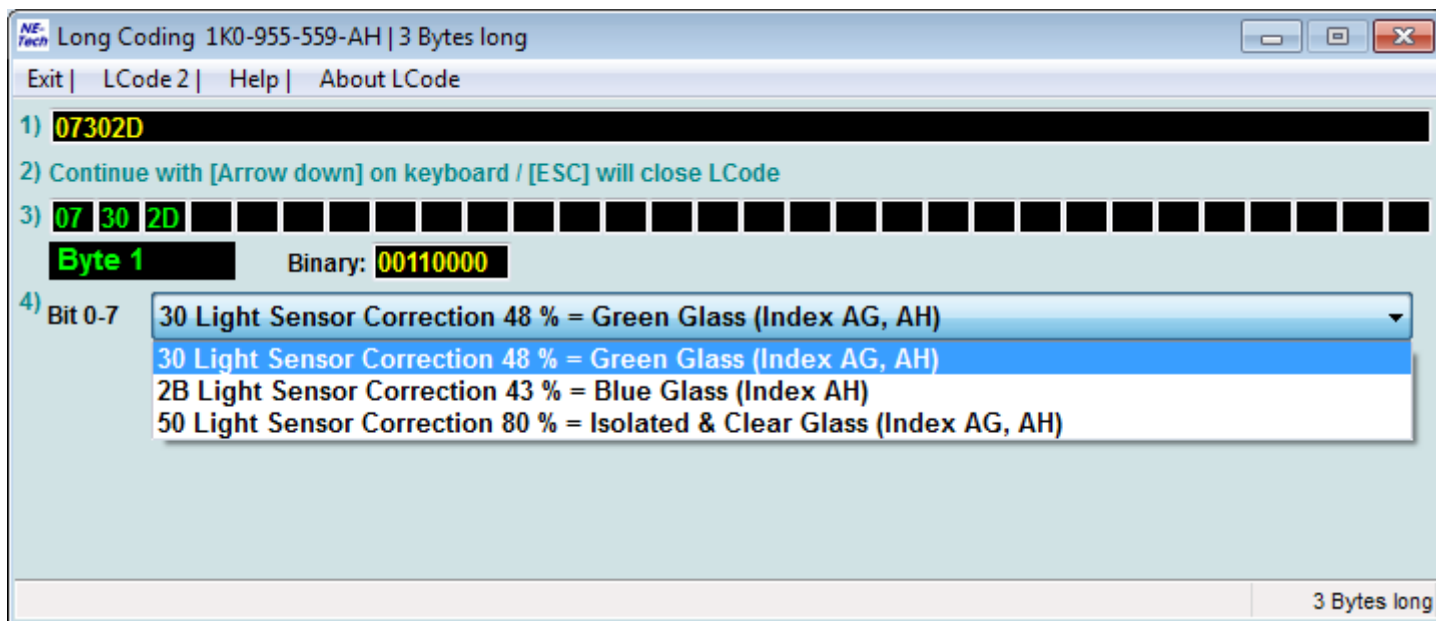 NE-Tech Long Coding 1K0-955-559-AH | 3 Bytes long
Exit | LCode 2 | Help | About LCode
1) 07302D
2) Continue with [Arrow down] on keyboard / [ESC] will close LCode
3) 07 30 2D
Byte 1 Binary: 00110000
4) Bit 0-7 30 Light Sensor Correction 48 % = Green Glass (Index AG, AH)
30 Light Sensor Correction 48 % = Green Glass (Index AG, AH)
2B Light Sensor Correction 43 % = Blue Glass (Index AH)
50 Light Sensor Correction 80 % = Isolated & Clear Glass (Index AG, AH)
3 Bytes long